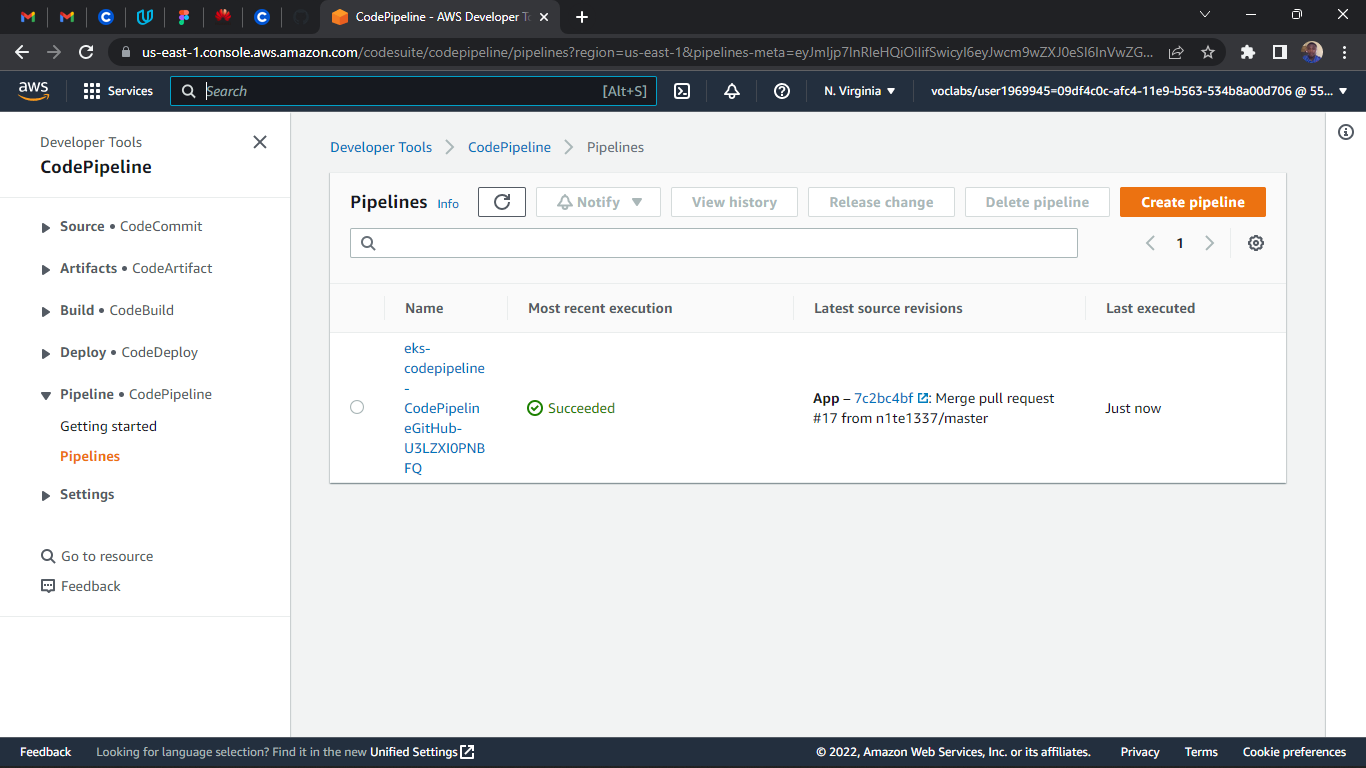 CodePipeline - AWS Developer To
us-east-1.console.aws.amazon.com/codesuite/codepipeline/pipelines?region=us-east-1&pipelines-meta=eyJmIjp7InRleHQiOiIifSwicyI6eyJwcm9wZXJ0eSI6InVwZG...
aws
Services
Search
[Alt+S]
N. Virginia
voclabs/user1969945=09df4c0c-afc4-11e9-b563-534b8a00d706 @ 55...
Developer Tools
CodePipeline
Source • CodeCommit
Artifacts • CodeArtifact
Build • CodeBuild
Deploy • CodeDeploy
Pipeline • CodePipeline
Getting started
Pipelines
Settings
Go to resource
Feedback
Developer Tools
CodePipeline
Pipelines
Pipelines Info
Notify
View history
Release change
Delete pipeline
Create pipeline
1
Name
Most recent execution
Latest source revisions
Last executed
eks-
codepipeline
-
CodePipelin
eGitHub-
U3LZXI0PNB
FQ
Succeeded
App – 7c2bc4bf : Merge pull request
#17 from n1te1337/master
Just now
Feedback
Looking for language selection? Find it in the new Unified Settings
© 2022, Amazon Web Services, Inc. or its affiliates.
Privacy
Terms
Cookie preferences